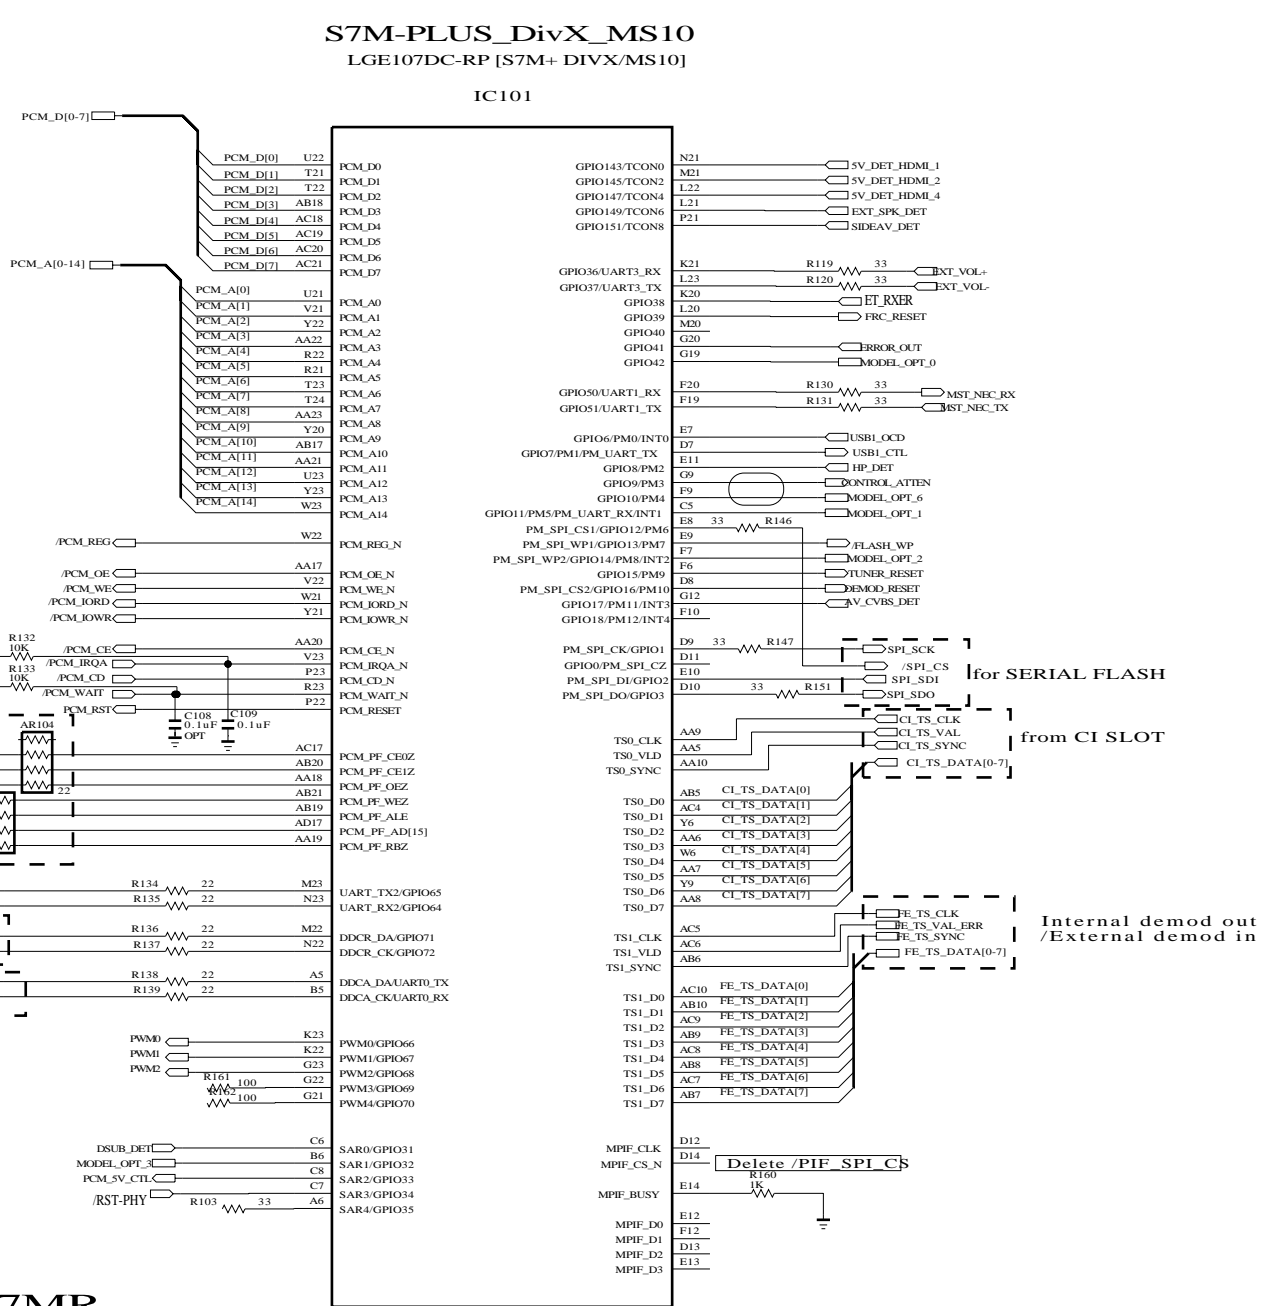 S7M-PLUS_DivX_MS10
LGE107DC-RP [S7M+ DIVX/MS10]
IC101
PCM_D[0-7]
PCM_D[0] U22 PCM_D0
PCM_D[1] T21 PCM_D1
PCM_D[2] T22 PCM_D2
PCM_D[3] AB18 PCM_D3
PCM_D[4] AC18 PCM_D4
PCM_D[5] AC19 PCM_D5
PCM_D[6] AC20 PCM_D6
PCM_D[7] AC21 PCM_D7
PCM_A[0-14]
PCM_A[0] U21 PCM_A0
PCM_A[1] V21 PCM_A1
PCM_A[2] Y22 PCM_A2
PCM_A[3] AA22 PCM_A3
PCM_A[4] R22 PCM_A4
PCM_A[5] R21 PCM_A5
PCM_A[6] T23 PCM_A6
PCM_A[7] T24 PCM_A7
PCM_A[8] AA23 PCM_A8
PCM_A[9] Y20 PCM_A9
PCM_A[10] AB17 PCM_A10
PCM_A[11] AA21 PCM_A11
PCM_A[12] U23 PCM_A12
PCM_A[13] Y23 PCM_A13
PCM_A[14] W23 PCM_A14
/PCM_REG W22 PCM_REG_N
/PCM_OE AA17 PCM_OE_N
/PCM_WE V22 PCM_WE_N
/PCM_IORD W21 PCM_IORD_N
/PCM_IOWR Y21 PCM_IOWR_N
R132
10K
/PCM_CE AA20 PCM_CE_N
/PCM_IRQA V23 PCM_IRQA_N
R133
10K
/PCM_CD P23 PCM_CD_N
/PCM_WAIT R23 PCM_WAIT_N
PCM_RST P22 PCM_RESET
C108
0.1uF
OPT
C109
0.1uF
AR104
22
AC17 PCM_PF_CE0Z
AB20 PCM_PF_CE1Z
AA18 PCM_PF_OEZ
AB21 PCM_PF_WEZ
AB19 PCM_PF_ALE
AD17 PCM_PF_AD[15]
AA19 PCM_PF_RBZ
R134 22 M23 UART_TX2/GPIO65
R135 22 N23 UART_RX2/GPIO64
R136 22 M22 DDCR_DA/GPIO71
R137 22 N22 DDCR_CK/GPIO72
R138 22 A5 DDCA_DA/UART0_TX
R139 22 B5 DDCA_CK/UART0_RX
PWM0 K23 PWM0/GPIO66
PWM1 K22 PWM1/GPIO67
PWM2 G23 PWM2/GPIO68
R161 100 G22 PWM3/GPIO69
R162 100 G21 PWM4/GPIO70
DSUB_DET C6 SAR0/GPIO31
MODEL_OPT_3 B6 SAR1/GPIO32
PCM_5V_CTL C8 SAR2/GPIO33
/RST-PHY C7 SAR3/GPIO34
R103 33 A6 SAR4/GPIO35
GPIO143/TCON0 N21 5V_DET_HDMI_1
GPIO145/TCON2 M21 5V_DET_HDMI_2
GPIO147/TCON4 L22 5V_DET_HDMI_4
GPIO149/TCON6 L21 EXT_SPK_DET
GPIO151/TCON8 P21 SIDEAV_DET
GPIO36/UART3_RX K21 R119 33 EXT_VOL+
GPIO37/UART3_TX L23 R120 33 EXT_VOL-
GPIO38 K20 ET_RXER
GPIO39 L20 FRC_RESET
GPIO40 M20
GPIO41 G20 ERROR_OUT
GPIO42 G19 MODEL_OPT_0
GPIO50/UART1_RX F20 R130 33 MST_NEC_RX
GPIO51/UART1_TX F19 R131 33 MST_NEC_TX
GPIO6/PM0/INT0 E7 USB1_OCD
GPIO7/PM1/PM_UART_TX D7 USB1_CTL
GPIO8/PM2 E11 HP_DET
GPIO9/PM3 G9 CONTROL_ATTEN
GPIO10/PM4 F9 MODEL_OPT_6
GPIO11/PM5/PM_UART_RX/INT1 C5 MODEL_OPT_1
PM_SPI_CS1/GPIO12/PM6 E8 33 R146
PM_SPI_WP1/GPIO13/PM7 E9 /FLASH_WP
PM_SPI_WP2/GPIO14/PM8/INT2 F7 MODEL_OPT_2
GPIO15/PM9 F6 TUNER_RESET
PM_SPI_CS2/GPIO16/PM10 D8 DEMOD_RESET
GPIO17/PM11/INT3 G12 AV_CVBS_DET
GPIO18/PM12/INT4 F10
PM_SPI_CK/GPIO1 D9 33 R147 SPI_SCK
GPIO0/PM_SPI_CZ D11 /SPI_CS
PM_SPI_DI/GPIO2 E10 SPI_SDI
PM_SPI_DO/GPIO3 D10 33 R151 SPI_SDO
for SERIAL FLASH
TS0_CLK AA9 CI_TS_CLK
TS0_VLD AA5 CI_TS_VAL
TS0_SYNC AA10 CI_TS_SYNC
CI_TS_DATA[0-7]
from CI SLOT
TS0_D0 AB5 CI_TS_DATA[0]
TS0_D1 AC4 CI_TS_DATA[1]
TS0_D2 Y6 CI_TS_DATA[2]
TS0_D3 AA6 CI_TS_DATA[3]
TS0_D4 W6 CI_TS_DATA[4]
TS0_D5 AA7 CI_TS_DATA[5]
TS0_D6 Y9 CI_TS_DATA[6]
TS0_D7 AA8 CI_TS_DATA[7]
TS1_CLK AC5 FE_TS_CLK
TS1_VLD AC6 FE_TS_VAL_ERR
TS1_SYNC AB6 FE_TS_SYNC
FE_TS_DATA[0-7]
Internal demod out
/External demod in
TS1_D0 AC10 FE_TS_DATA[0]
TS1_D1 AB10 FE_TS_DATA[1]
TS1_D2 AC9 FE_TS_DATA[2]
TS1_D3 AB9 FE_TS_DATA[3]
TS1_D4 AC8 FE_TS_DATA[4]
TS1_D5 AB8 FE_TS_DATA[5]
TS1_D6 AC7 FE_TS_DATA[6]
TS1_D7 AB7 FE_TS_DATA[7]
MPIF_CLK D12
MPIF_CS_N D14 Delete /PIF_SPI_CS
MPIF_BUSY E14 R160
1K
MPIF_D0 E12
MPIF_D1 F12
MPIF_D2 D13
MPIF_D3 E13